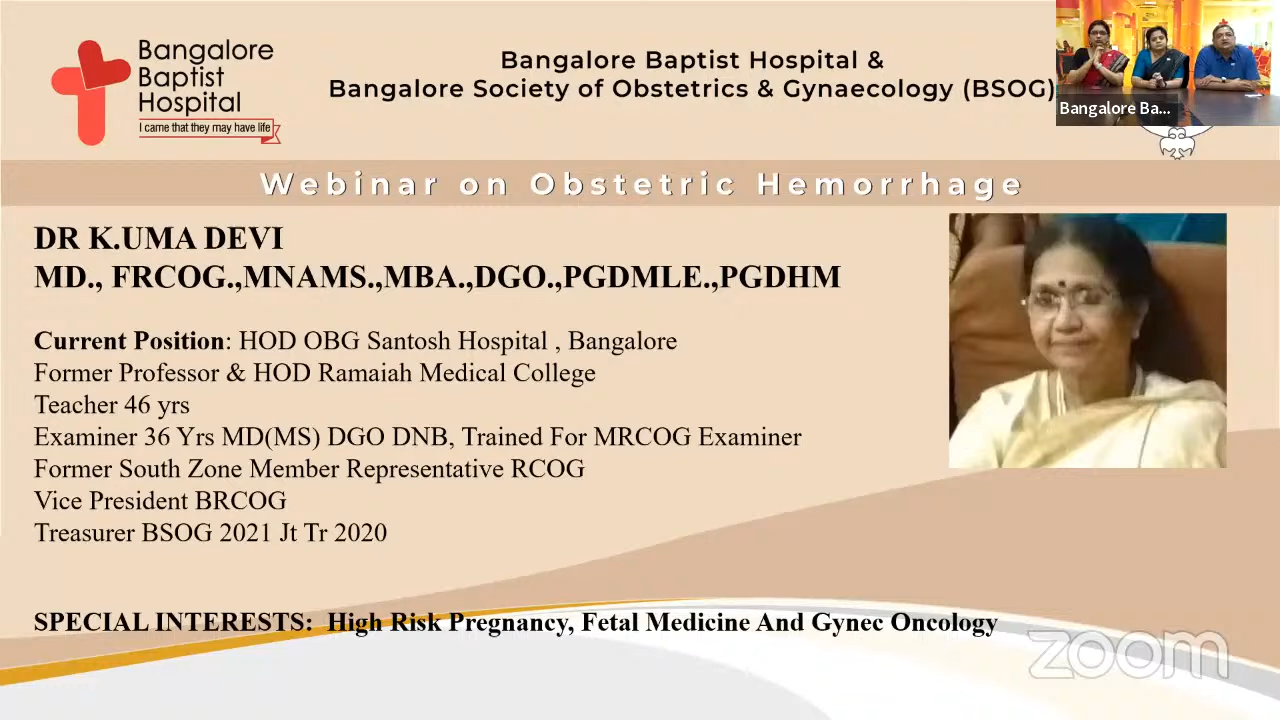 Bangalore
Baptist
Hospital
I came that they may have life
Bangalore Baptist Hospital &
Bangalore Society of Obstetrics & Gynaecology (BSOG)
Bangalore Ba...
Webinar on Obstetric Hemorrhage
DR K.UMA DEVI
MD., FRCOG.,MNAMS.,MBA.,DGO.,PGDMLE.,PGDHM
Current Position: HOD OBG Santosh Hospital , Bangalore
Former Professor & HOD Ramaiah Medical College
Teacher 46 yrs
Examiner 36 Yrs MD(MS) DGO DNB, Trained For MRCOG Examiner
Former South Zone Member Representative RCOG
Vice President BRCOG
Treasurer BSOG 2021 Jt Tr 2020
SPECIAL INTERESTS: High Risk Pregnancy, Fetal Medicine And Gynec Oncology
zoom